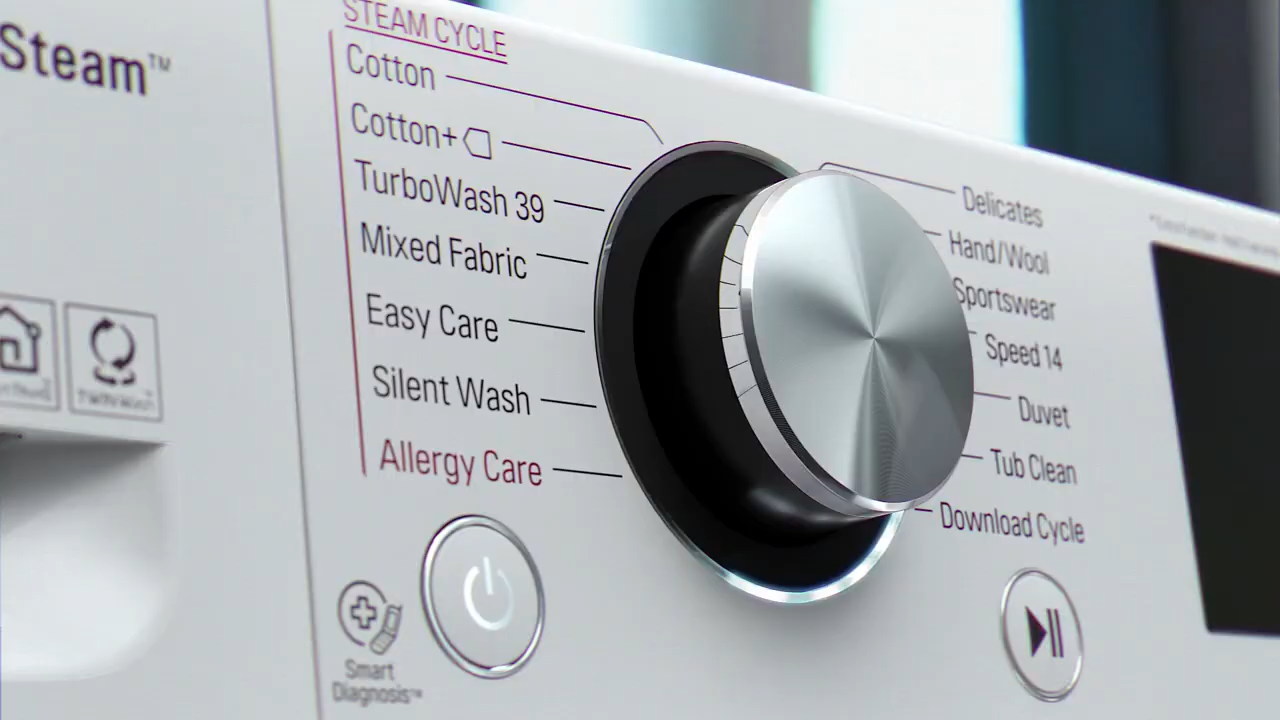 Steam™
STEAM CYCLE
Cotton
Cotton+
TurboWash 39
Mixed Fabric
Easy Care
Silent Wash
Allergy Care
Delicates
Hand/Wool
Sportswear
Speed 14
Duvet
Tub Clean
Download Cycle
Smart
Diagnosis™